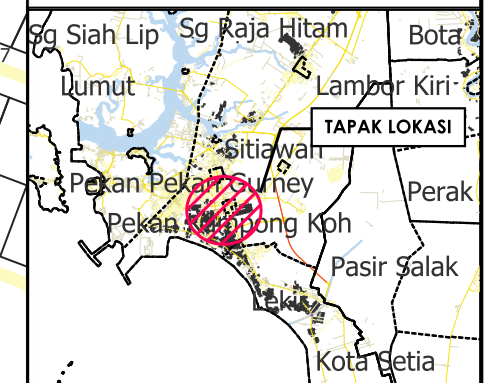 Sg Siah Lip
Sg Raja Hitam
Bota
Lumut
Lambor Kiri
TAPAK LOKASI
Sitiawan
Pekan Pekan Gurney
Perak
Pekan Kampong Koh
Pasir Salak
Lekir
Kota Setia